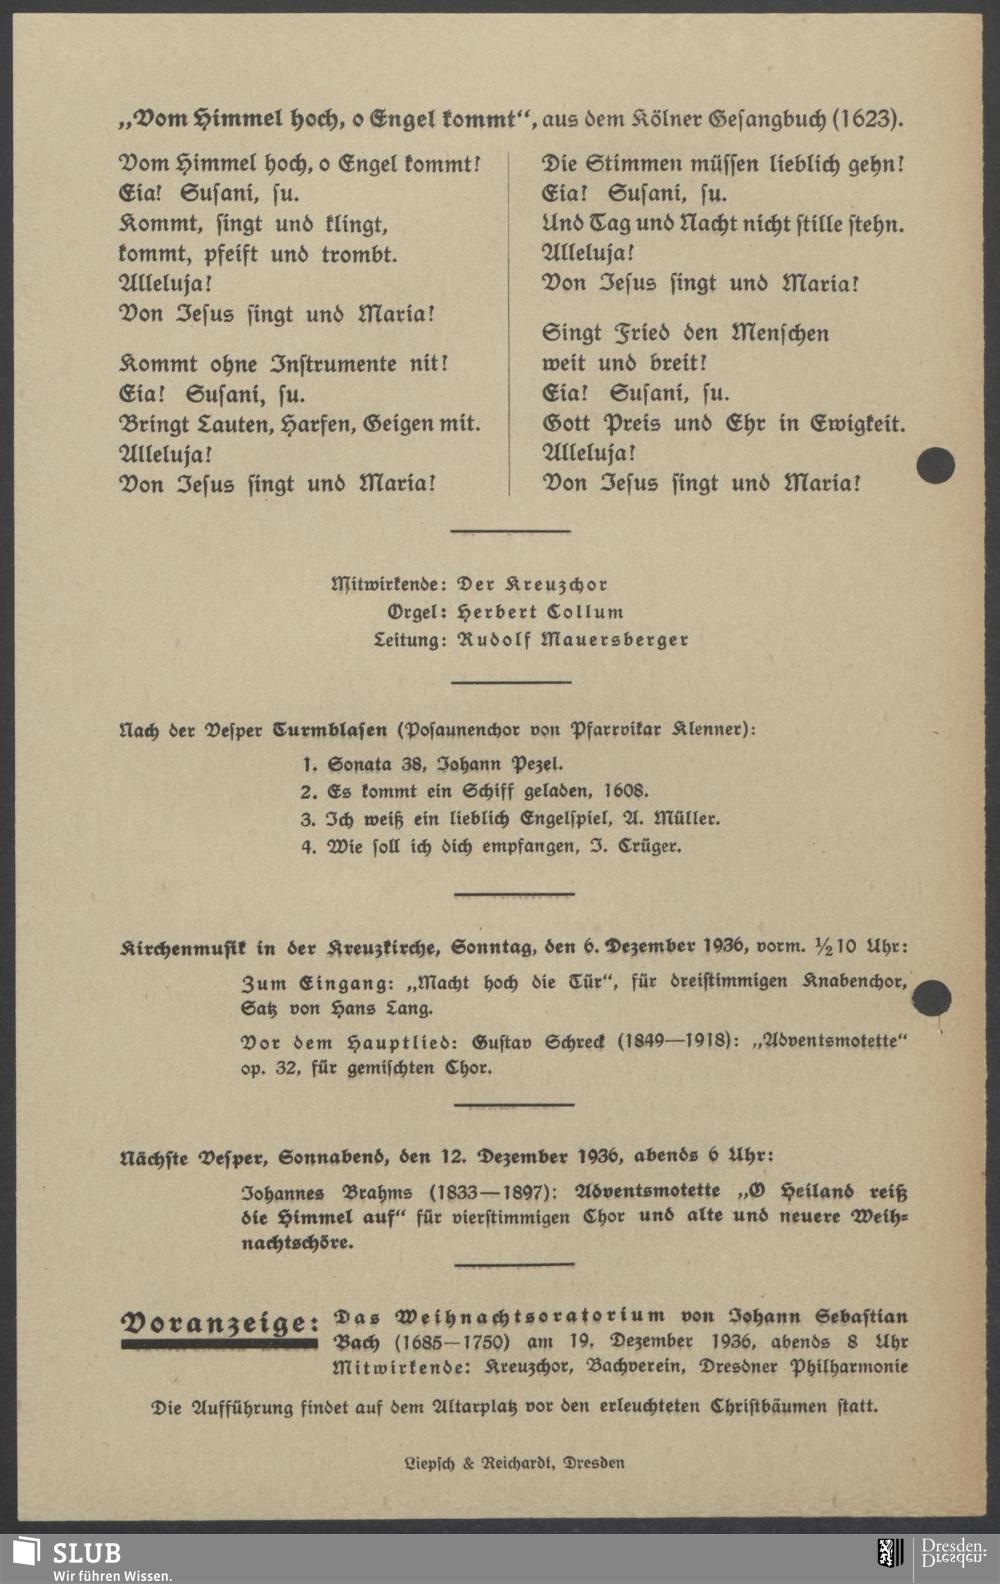 „Vom Himmel hoch, o Engel kommt“, aus dem Kölner Gesangbuch (1623).
Vom Himmel hoch, o Engel kommt!
Eia! Susani, su.
Kommt, singt und klingt,
kommt, pfeift und trombt.
Alleluja!
Von Jesus singt und Maria!
Kommt ohne Instrumente nit!
Eia! Susani, su.
Bringt Lauten, Harfen, Geigen mit.
Alleluja!
Von Jesus singt und Maria!
Die Stimmen müssen lieblich gehn!
Eia! Susani, su.
Und Tag und Nacht nicht stille stehn.
Alleluja!
Von Jesus singt und Maria!
Singt Fried den Menschen
weit und breit!
Eia! Susani, su.
Gott Preis und Ehr in Ewigkeit.
Alleluja!
Von Jesus singt und Maria!
Mitwirkende: Der Kreuzchor
Orgel: Herbert Collum
Leitung: Rudolf Mauersberger
Nach der Vesper Turmblasen (Posaunenchor von Pfarrvikar Klenner):
1. Sonata 38, Johann Pezel.
2. Es kommt ein Schiff geladen, 1608.
3. Ich weiß ein lieblich Engelspiel, A. Müller.
4. Wie soll ich dich empfangen, J. Crüger.
Kirchenmusik in der Kreuzkirche, Sonntag, den 6. Dezember 1936, vorm. ½10 Uhr:
Zum Eingang: „Macht hoch die Tür“, für dreistimmigen Knabenchor,
Satz von Hans Lang.
Vor dem Hauptlied: Gustav Schreck (1849—1918): „Adventsmotette“
op. 32, für gemischten Chor.
Nächste Vesper, Sonnabend, den 12. Dezember 1936, abends 6 Uhr:
Johannes Brahms (1833—1897): Adventsmotette „O Heiland reiß
die Himmel auf“ für vierstimmigen Chor und alte und neuere Weih-
nachtschöre.
Voranzeige: Das Weihnachtsoratorium von Johann Sebastian
Bach (1685—1750) am 19. Dezember 1936, abends 8 Uhr
Mitwirkende: Kreuzchor, Bachverein, Dresdner Philharmonie
Die Aufführung findet auf dem Altarplatz vor den erleuchteten Christbäumen statt.
Liepsch & Reichardt, Dresden
SLUB
Wir führen Wissen.
Dresden.
Dresden.